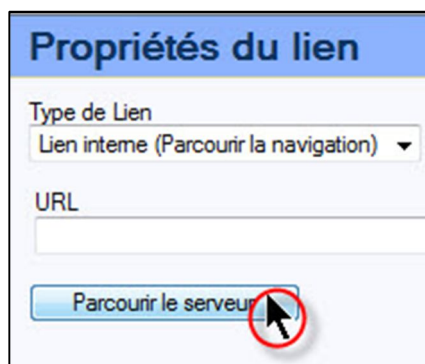 Propriétés du lien
Type de Lien
Lien interne (Parcourir la navigation)
URL
Parcourir le serveur